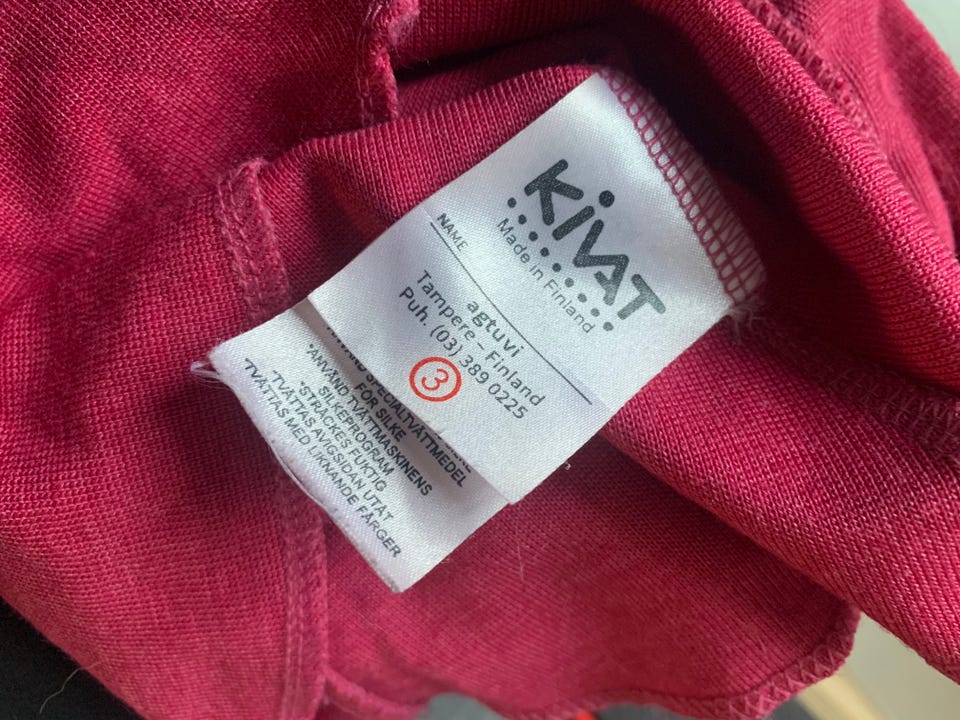 KIVAT
Made in Finland
NAME
agtuvi
Tampere – Finland
Puh. (03) 389 0225
3
SPECIALTVÄTTMEDEL
FÖR SILKE
*ANVÄND TVÄTTMASKINENS
SILKEPROGRAM
*STRÄCKES FUKTIG
*TVÄTTAS AVIGSIDAN UTÅT
*TVÄTTAS MED LIKNANDE FÄRGER